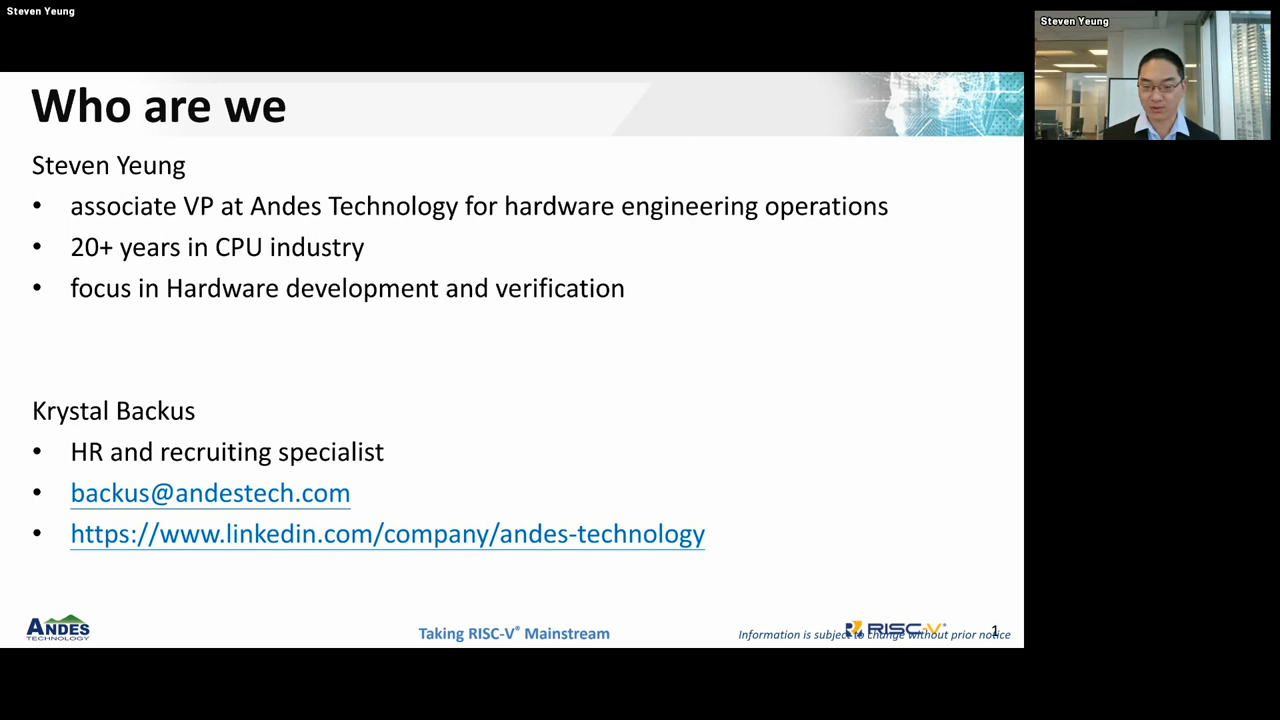 Steven Yeung
Steven Yeung
Who are we
Steven Yeung
• associate VP at Andes Technology for hardware engineering operations
• 20+ years in CPU industry
• focus in Hardware development and verification
Krystal Backus
• HR and recruiting specialist
• backus@andestech.com
• https://www.linkedin.com/company/andes-technology
ANDES
TECHNOLOGY
Taking RISC-V® Mainstream
RISC-V®
Information is subject to change without prior notice
1